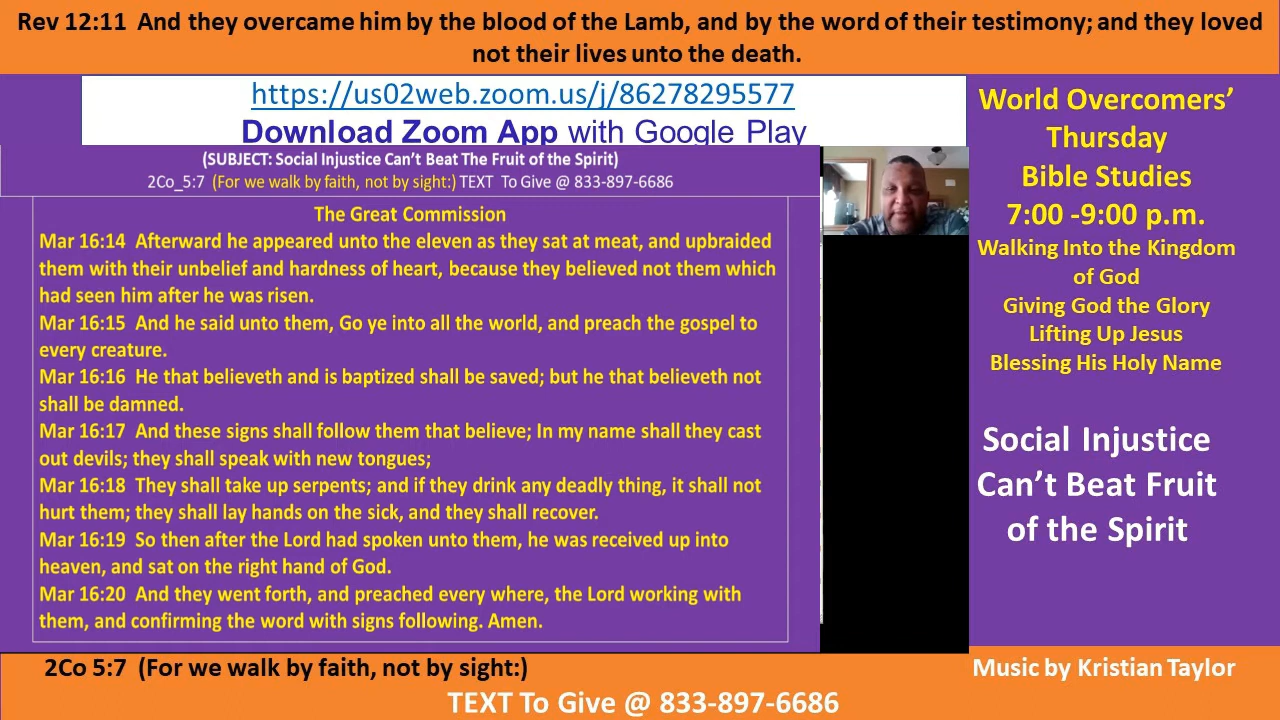 Rev 12:11  And they overcame him by the blood of the Lamb, and by the word of their testimony; and they loved
not their lives unto the death.
https://us02web.zoom.us/j/86278295577
Download Zoom App with Google Play
(SUBJECT: Social Injustice Can't Beat The Fruit of the Spirit)
2Co_5:7  (For we walk by faith, not by sight:) TEXT  To Give @ 833-897-6686
The Great Commission
Mar 16:14  Afterward he appeared unto the eleven as they sat at meat, and upbraided
them with their unbelief and hardness of heart, because they believed not them which
had seen him after he was risen.
Mar 16:15  And he said unto them, Go ye into all the world, and preach the gospel to
every creature.
Mar 16:16  He that believeth and is baptized shall be saved; but he that believeth not
shall be damned.
Mar 16:17  And these signs shall follow them that believe; In my name shall they cast
out devils; they shall speak with new tongues;
Mar 16:18  They shall take up serpents; and if they drink any deadly thing, it shall not
hurt them; they shall lay hands on the sick, and they shall recover.
Mar 16:19  So then after the Lord had spoken unto them, he was received up into
heaven, and sat on the right hand of God.
Mar 16:20  And they went forth, and preached every where, the Lord working with
them, and confirming the word with signs following. Amen.
World Overcomers'
Thursday
Bible Studies
7:00 -9:00 p.m.
Walking Into the Kingdom
of God
Giving God the Glory
Lifting Up Jesus
Blessing His Holy Name
Social Injustice
Can't Beat Fruit
of the Spirit
2Co 5:7  (For we walk by faith, not by sight:)
Music by Kristian Taylor
TEXT To Give @ 833-897-6686